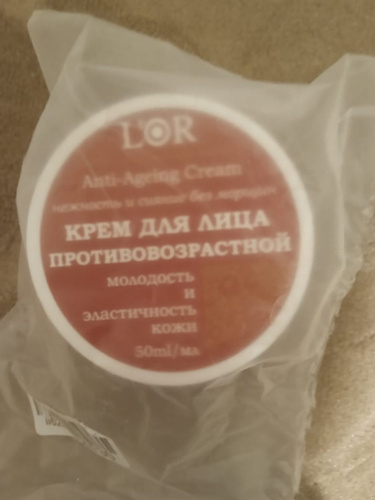 L'OR
Anti-Ageing Cream
нежность и сияние без морщин
КРЕМ ДЛЯ ЛИЦА
ПРОТИВОВОЗРАСТНОЙ
молодость
и
эластичность
кожи
50ml/мл